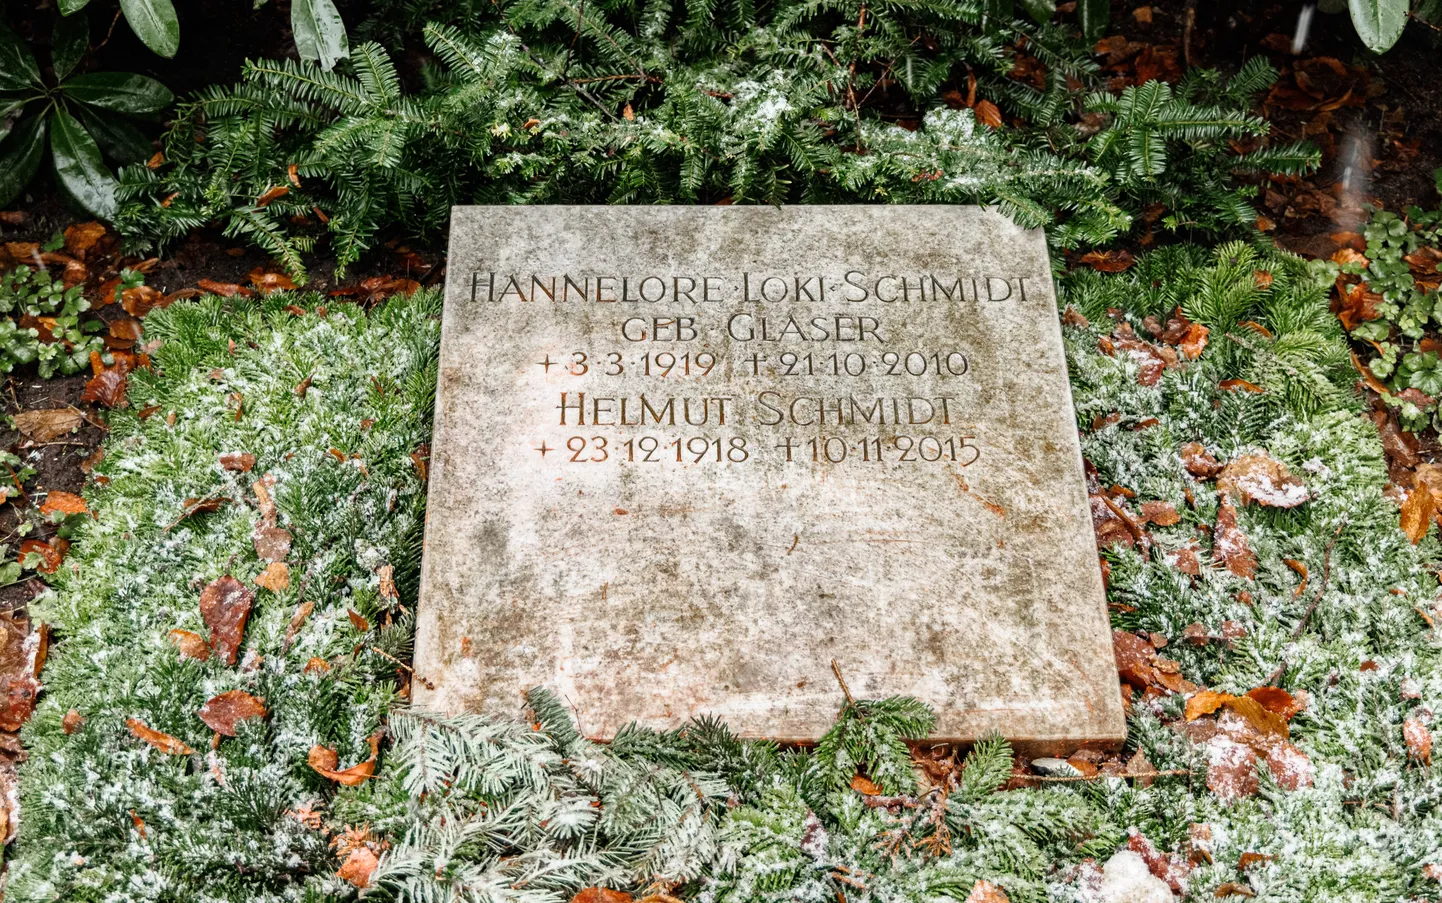 HANNELORE·LOKI·SCHMIDT
GEB·GLASER
+3·3·1919 †21·10·2010
HELMUT SCHMIDT
+23·12·1918 †10·11·2015